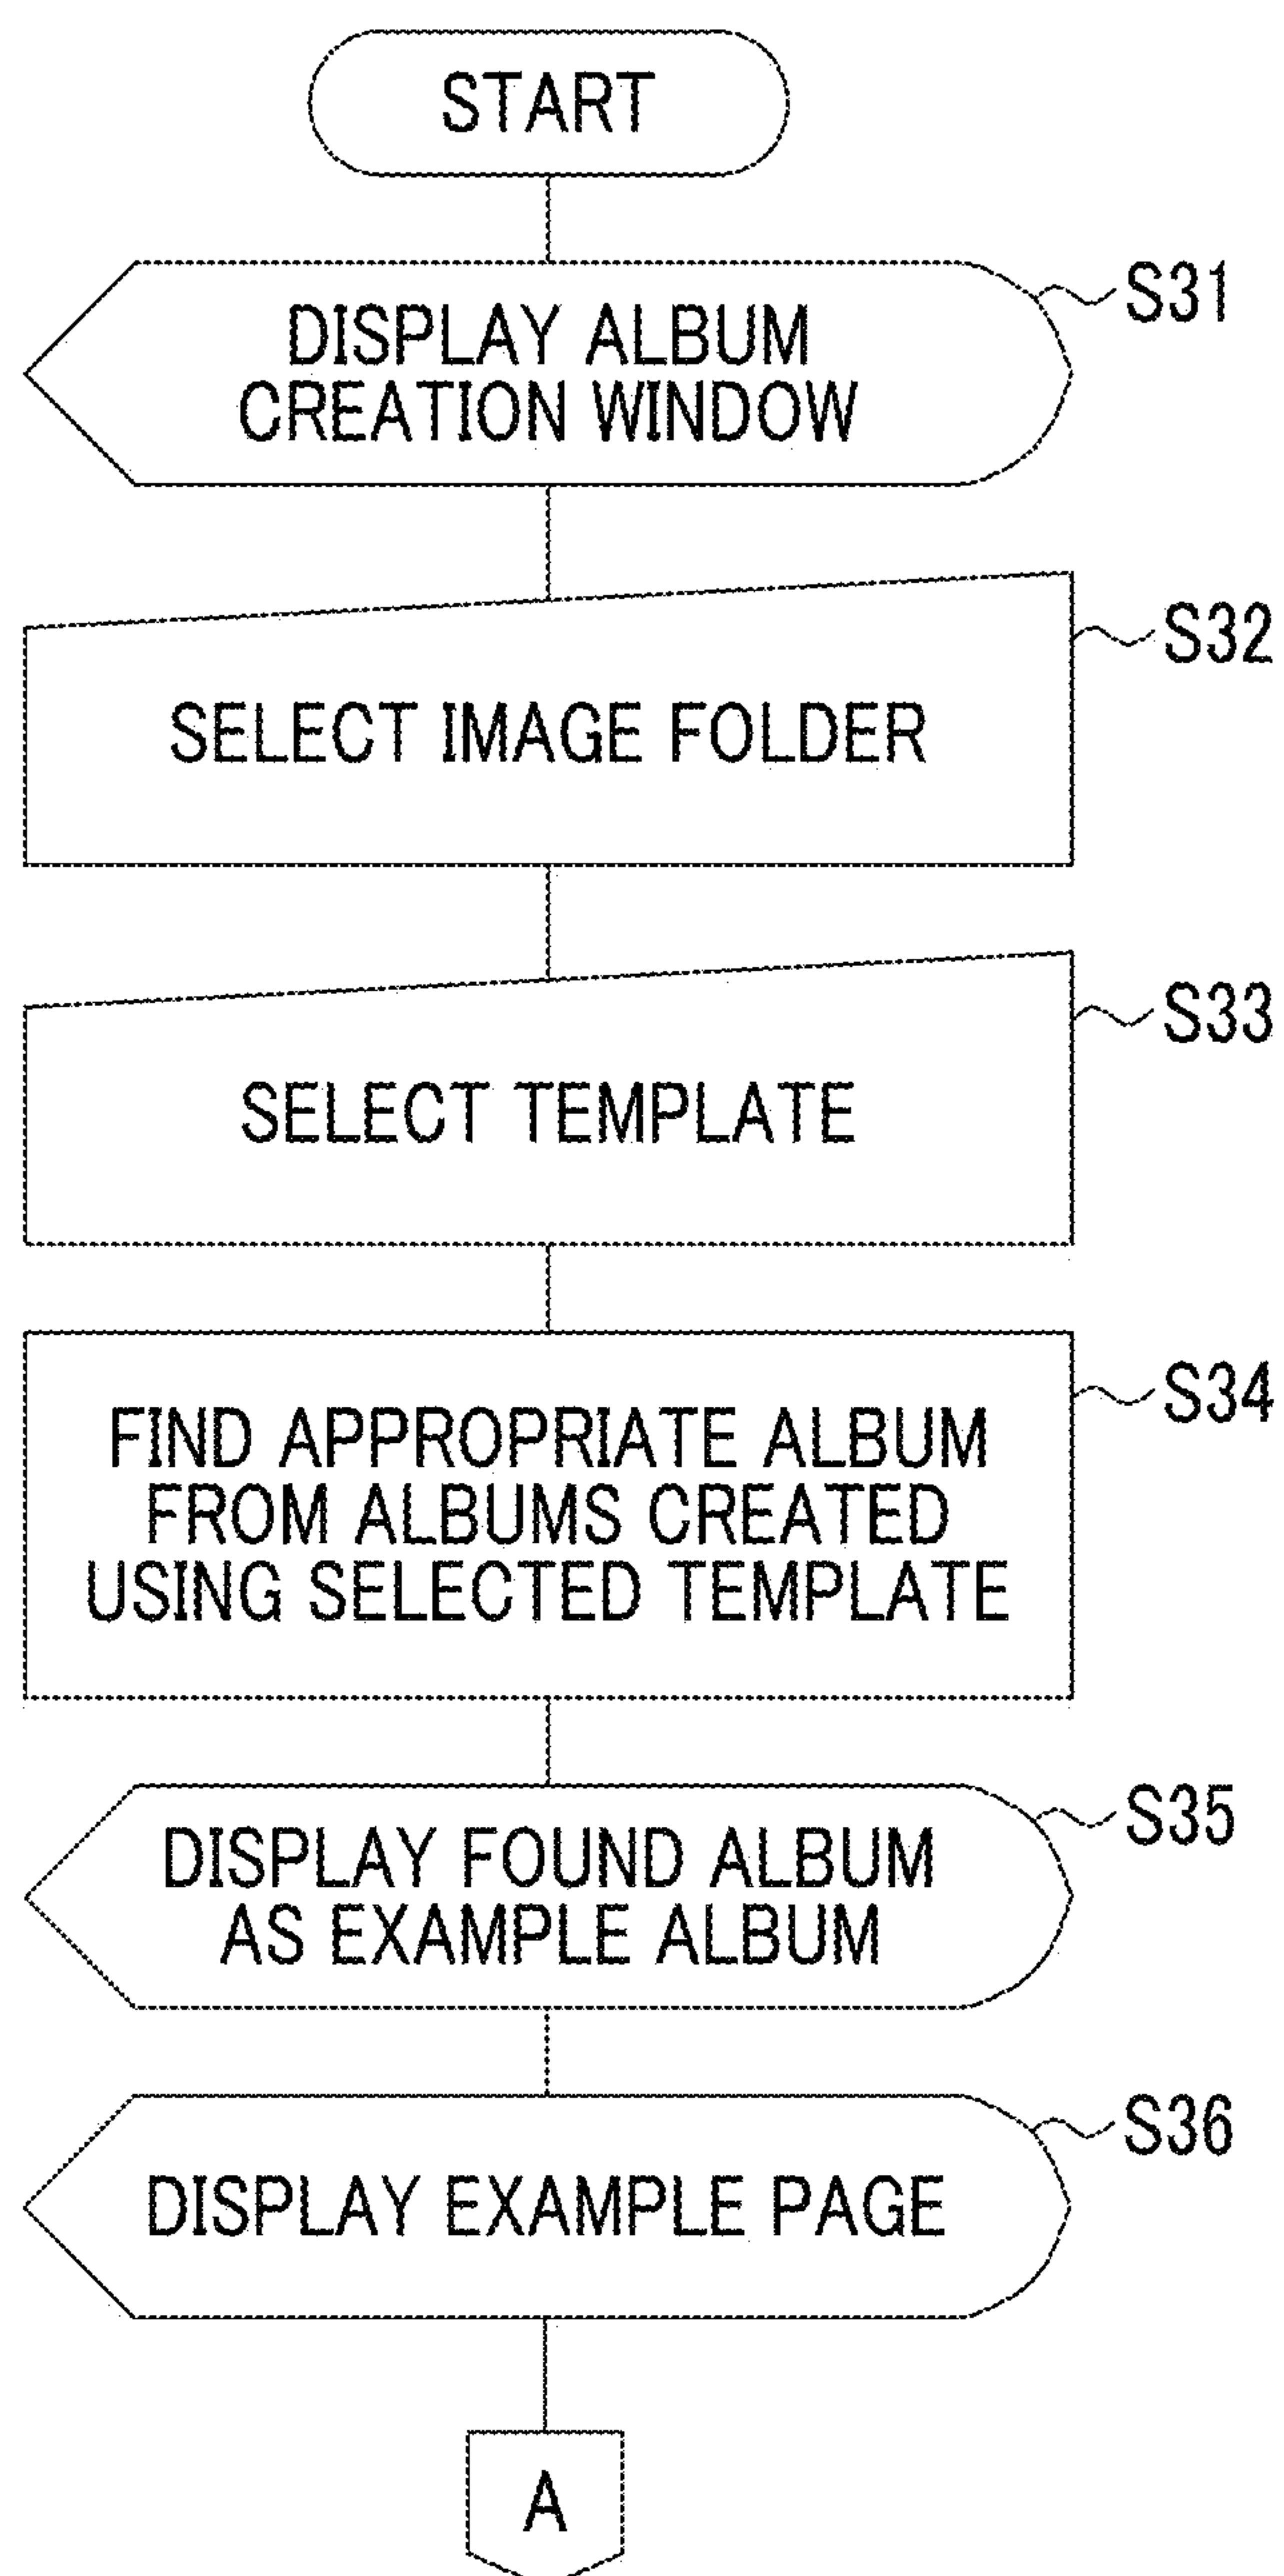 START
DISPLAY ALBUM
CREATION WINDOW
S31
SELECT IMAGE FOLDER
S32
SELECT TEMPLATE
S33
FIND APPROPRIATE ALBUM
FROM ALBUMS CREATED
USING SELECTED TEMPLATE
S34
DISPLAY FOUND ALBUM
AS EXAMPLE ALBUM
S35
DISPLAY EXAMPLE PAGE
S36
A